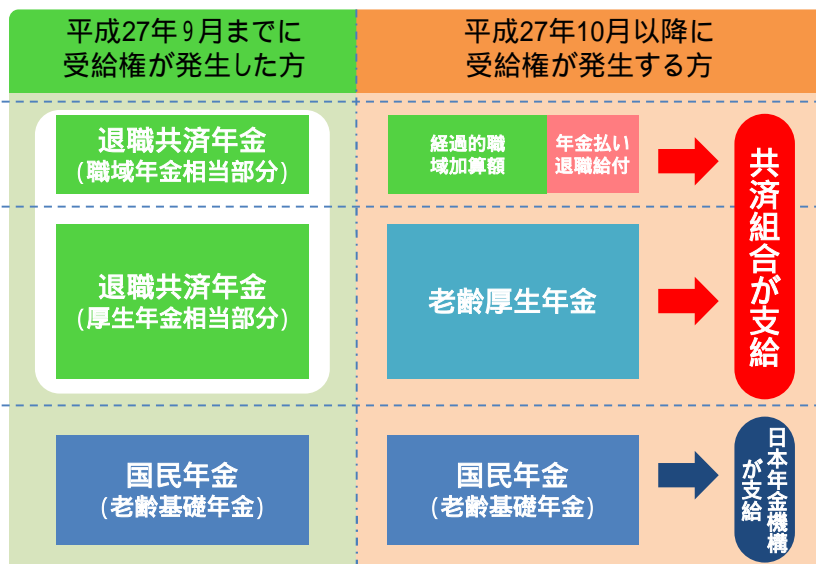 平成27年9月までに
受給権が発生した方
平成27年10月以降に
受給権が発生する方
退職共済年金
(職域年金相当部分)
経過的職
域加算額
年金払い
退職給付
退職共済年金
(厚生年金相当部分)
老齢厚生年金
共済組合が支給
国民年金
(老齢基礎年金)
国民年金
(老齢基礎年金)
日本年金機構
が支給